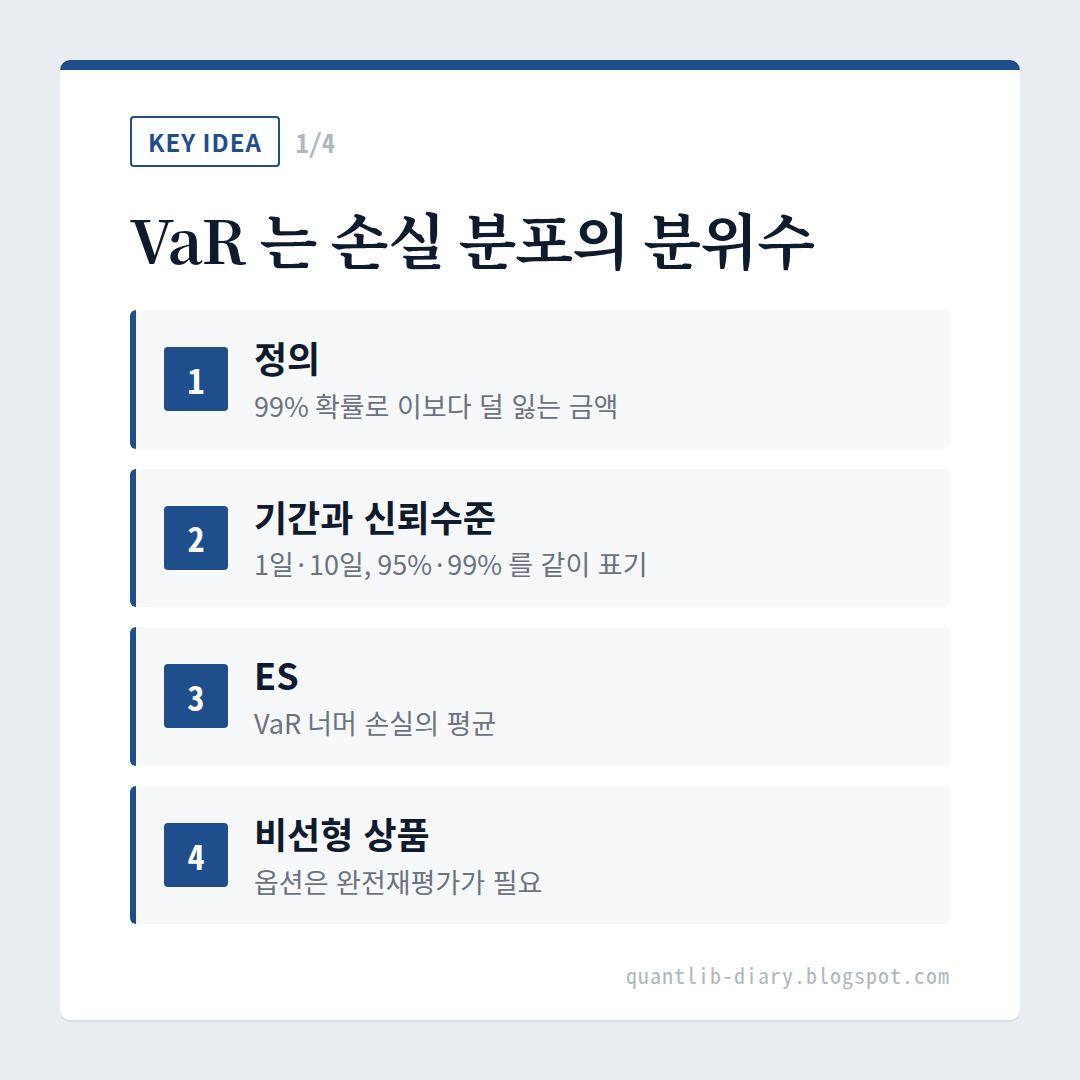 KEY IDEA 1/4
VaR 는 손실 분포의 분위수
1
정의
99% 확률로 이보다 덜 잃는 금액
2
기간과 신뢰수준
1일·10일, 95%·99% 를 같이 표기
3
ES
VaR 너머 손실의 평균
4
비선형 상품
옵션은 완전재평가가 필요
quantlib-diary.blogspot.com